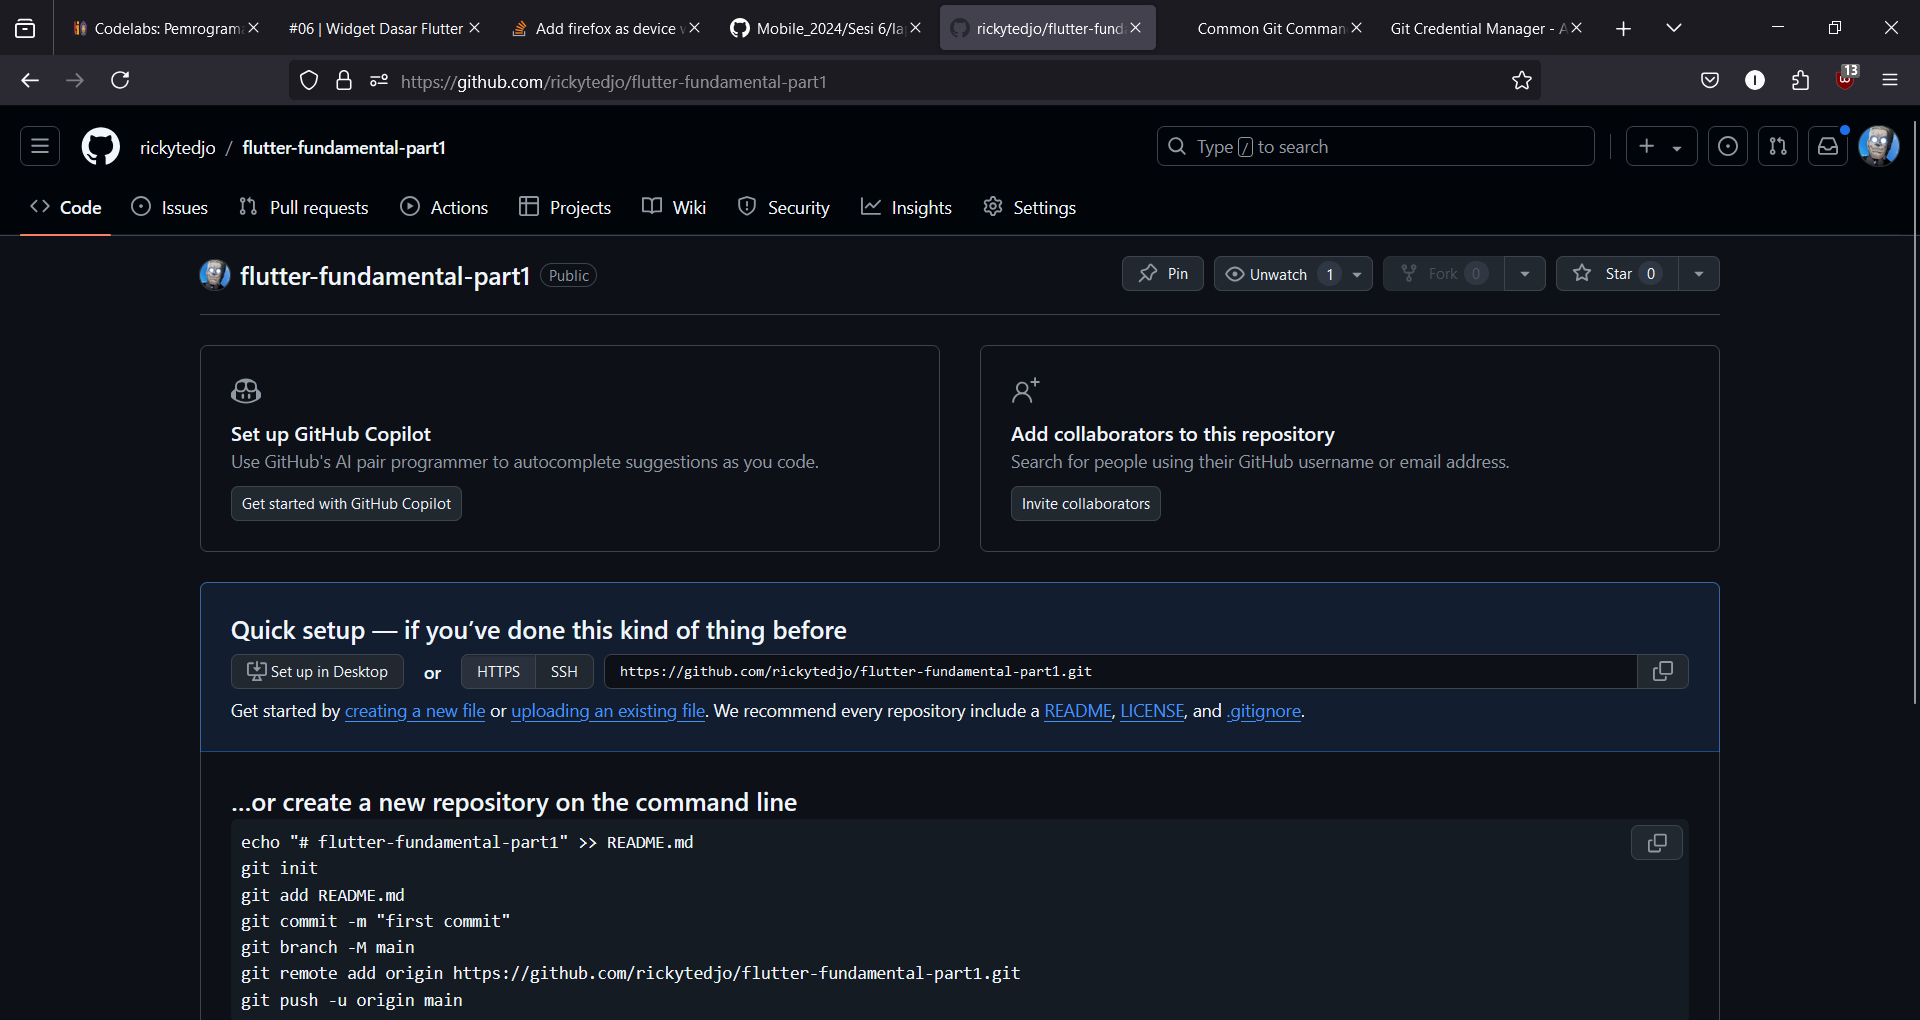 Codelabs: Pemrogram
#06 | Widget Dasar Flutter
Add firefox as device
Mobile_2024/Sesi 6/la
rickytedjo/flutter-fund
Common Git Comman
Git Credential Manager - A
https://github.com/rickytedjo/flutter-fundamental-part1
13
rickytedjo / flutter-fundamental-part1
Type / to search
Code
Issues
Pull requests
Actions
Projects
Wiki
Security
Insights
Settings
flutter-fundamental-part1 Public
Pin
Unwatch 1
Fork 0
Star 0
Set up GitHub Copilot
Use GitHub's AI pair programmer to autocomplete suggestions as you code.
Get started with GitHub Copilot
Add collaborators to this repository
Search for people using their GitHub username or email address.
Invite collaborators
Quick setup — if you’ve done this kind of thing before
Set up in Desktop or HTTPS SSH https://github.com/rickytedjo/flutter-fundamental-part1.git
Get started by creating a new file or uploading an existing file. We recommend every repository include a README, LICENSE, and .gitignore.
…or create a new repository on the command line
echo "# flutter-fundamental-part1" >> README.md
git init
git add README.md
git commit -m "first commit"
git branch -M main
git remote add origin https://github.com/rickytedjo/flutter-fundamental-part1.git
git push -u origin main